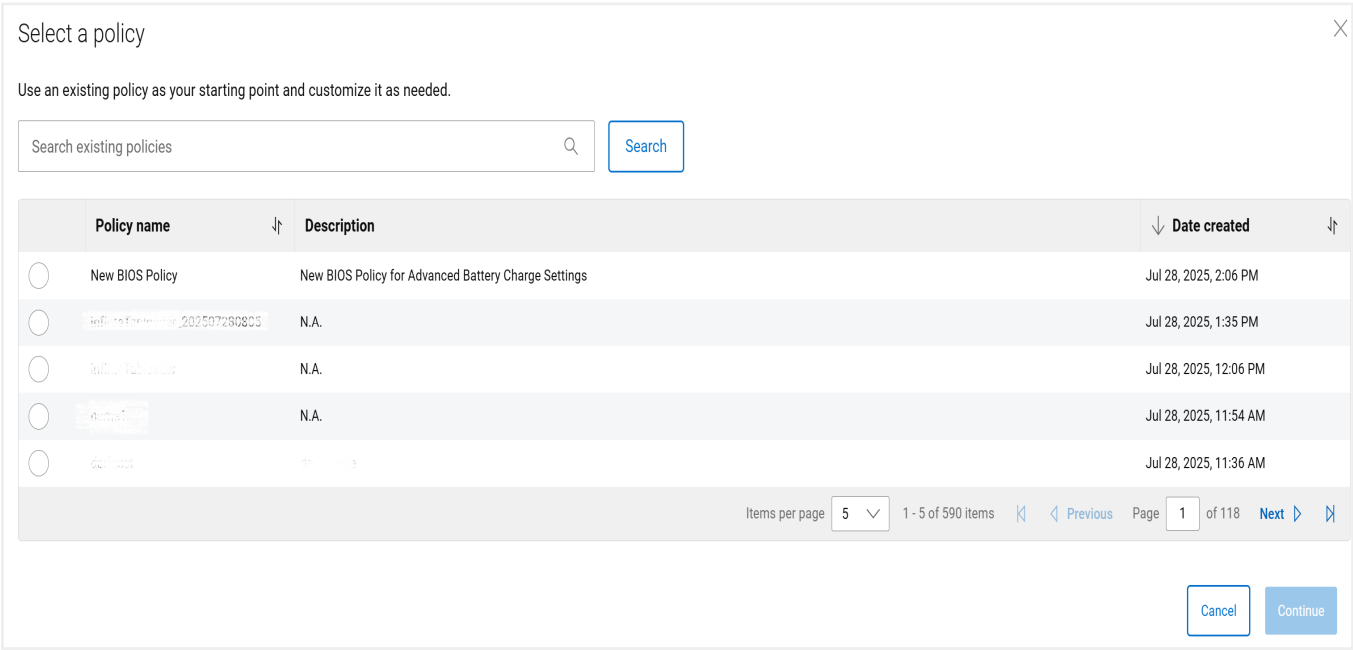 Select a policy
Use an existing policy as your starting point and customize it as needed.
Search existing policies Search
Policy name Description Date created
New BIOS Policy New BIOS Policy for Advanced Battery Charge Settings Jul 28, 2025, 2:06 PM
N.A. Jul 28, 2025, 1:35 PM
N.A. Jul 28, 2025, 12:06 PM
N.A. Jul 28, 2025, 11:54 AM
Jul 28, 2025, 11:36 AM
Items per page 5 1 - 5 of 590 items Previous Page 1 of 118 Next
Cancel Continue